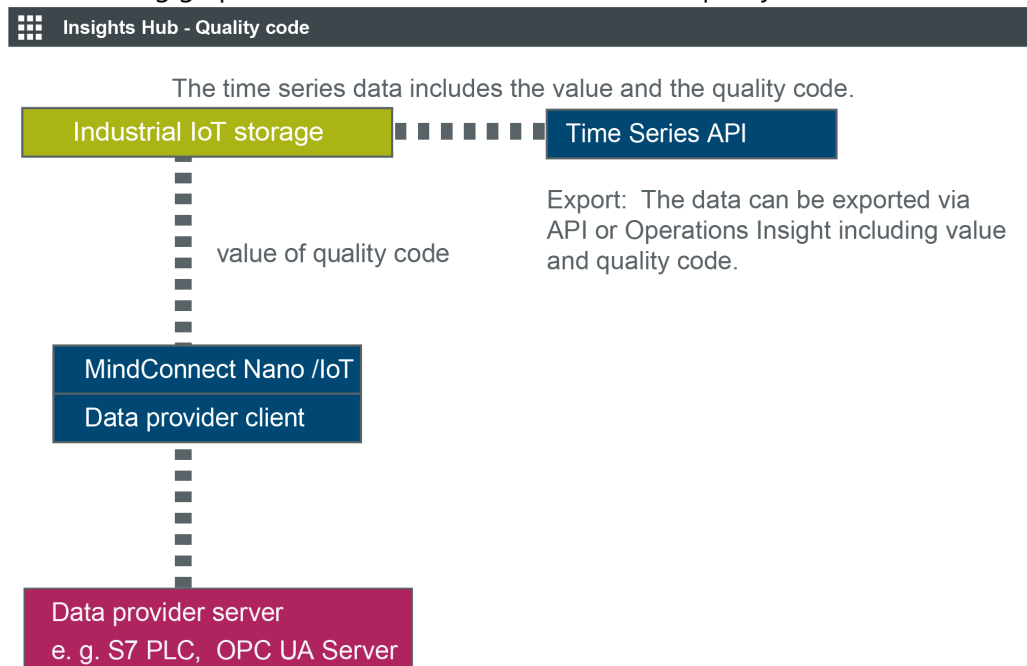 Insights Hub - Quality code
The time series data includes the value and the quality code.
Industrial IoT storage
Time Series API
Export: The data can be exported via
API or Operations Insight including value
and quality code.
value of quality code
MindConnect Nano /IoT
Data provider client
Data provider server
e. g. S7 PLC, OPC UA Server